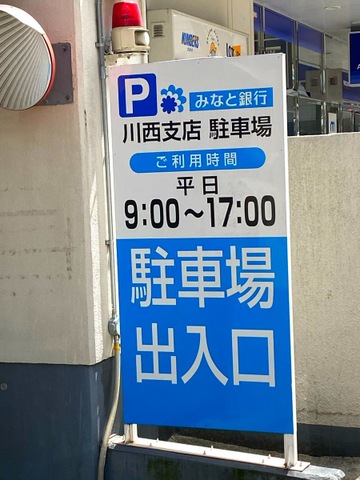 NUMBERS
P みなと銀行
川西支店 駐車場
ご利用時間
平日
9:00～17:00
駐車場
出入口